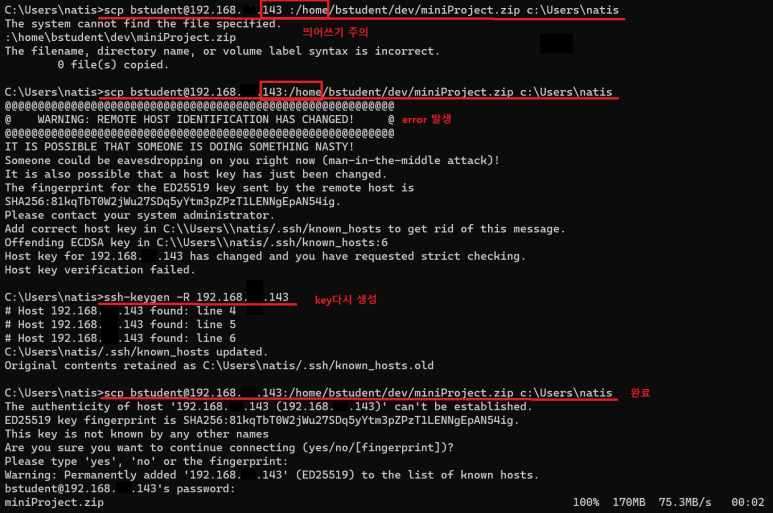 C:\Users\natis>scp bstudent@192.168. .143 :/home/bstudent/dev/miniProject.zip c:\Users\natis
The system cannot find the file specified.
띄어쓰기 주의
:\home\bstudent\dev\miniProject.zip
The filename, directory name, or volume label syntax is incorrect.
0 file(s) copied.
C:\Users\natis>scp bstudent@192.168. .143:/home/bstudent/dev/miniProject.zip c:\Users\natis
@@@@@@@@@@@@@@@@@@@@@@@@@@@@@@@@@@@@@@@@@@@@@@@@@@@@@@@@@@@
@    WARNING: REMOTE HOST IDENTIFICATION HAS CHANGED!     @ error 발생
@@@@@@@@@@@@@@@@@@@@@@@@@@@@@@@@@@@@@@@@@@@@@@@@@@@@@@@@@@@
IT IS POSSIBLE THAT SOMEONE IS DOING SOMETHING NASTY!
Someone could be eavesdropping on you right now (man-in-the-middle attack)!
It is also possible that a host key has just been changed.
The fingerprint for the ED25519 key sent by the remote host is
SHA256:81kqTbT0W2jWu27SDq5yYtm3pZPzT1LENNgEpAN54ig.
Please contact your system administrator.
Add correct host key in C:\\Users\\natis/.ssh/known_hosts to get rid of this message.
Offending ECDSA key in C:\\Users\\natis/.ssh/known_hosts:6
Host key for 192.168. .143 has changed and you have requested strict checking.
Host key verification failed.
C:\Users\natis>ssh-keygen -R 192.168. .143 key다시 생성
# Host 192.168. .143 found: line 4
# Host 192.168. .143 found: line 5
# Host 192.168. .143 found: line 6
C:\Users\natis/.ssh/known_hosts updated.
Original contents retained as C:\Users\natis/.ssh/known_hosts.old
C:\Users\natis>scp bstudent@192.168. .143:/home/bstudent/dev/miniProject.zip c:\Users\natis 완료
The authenticity of host '192.168. .143 (192.168. .143)' can't be established.
ED25519 key fingerprint is SHA256:81kqTbT0W2jWu27SDq5yYtm3pZPzT1LENNgEpAN54ig.
This key is not known by any other names
Are you sure you want to continue connecting (yes/no/[fingerprint])?
Please type 'yes', 'no' or the fingerprint:
Warning: Permanently added '192.168. .143' (ED25519) to the list of known hosts.
bstudent@192.168. .143's password:
miniProject.zip 100% 170MB 75.3MB/s 00:02